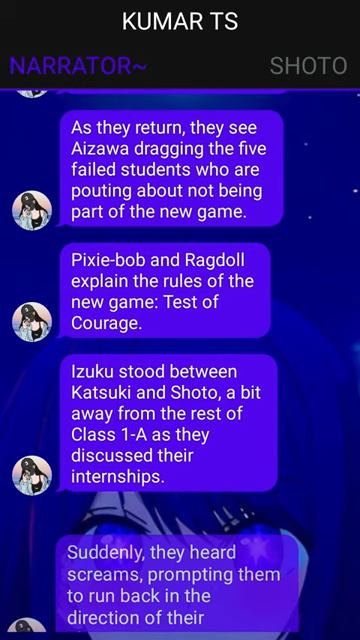 KUMAR TS
NARRATOR~
SHOTO
As they return, they see
Aizawa dragging the five
failed students who are
pouting about not being
part of the new game.
Pixie-bob and Ragdoll
explain the rules of the
new game: Test of
Courage.
Izuku stood between
Katsuki and Shoto, a bit
away from the rest of
Class 1-A as they
discussed their
internships.
Suddenly, they heard
screams, prompting them
to run back in the
direction of their